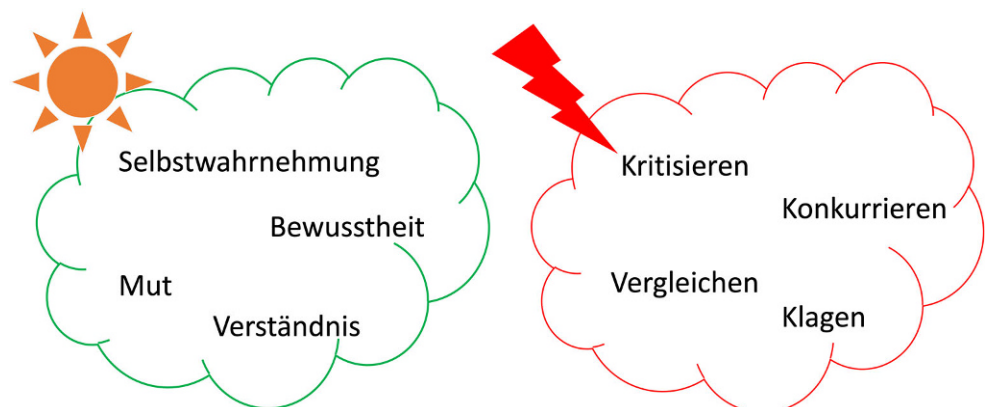 Selbstwahrnehmung
Bewusstheit
Mut
Verständnis
Kritisieren
Konkurrieren
Vergleichen
Klagen